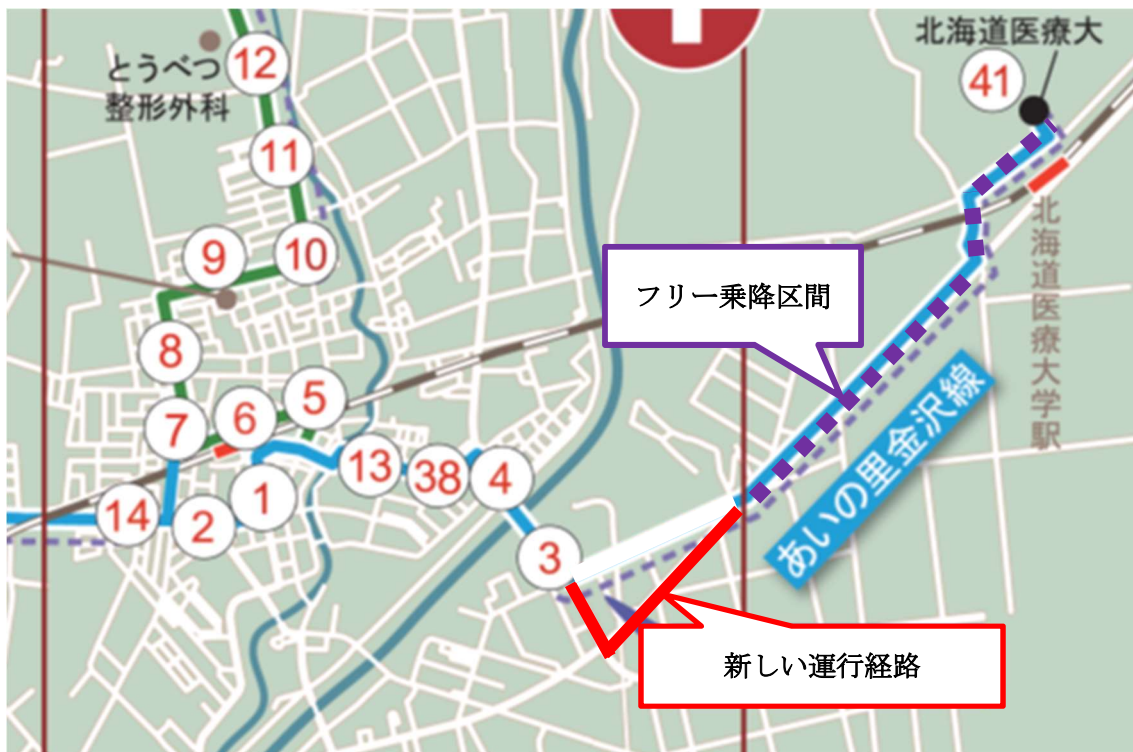 北海道医療大
41
とうべつ
整形外科
12
11
10
9
8
7
6
5
フリー乗降区間
北海道医療大学駅
あいの里金沢線
14
2
1
13
38
4
3
新しい運行経路